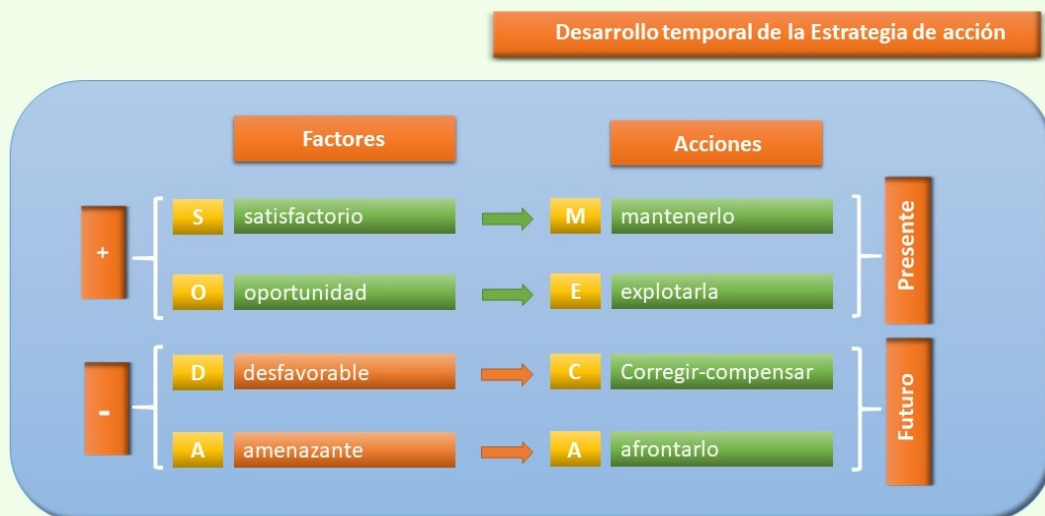 Desarrollo temporal de la Estrategia de acción
Factores
Acciones
+
S satisfactorio M mantenerlo
O oportunidad E explotarla
Presente
-
D desfavorable C Corregir-compensar
A amenazante A afrontarlo
Futuro